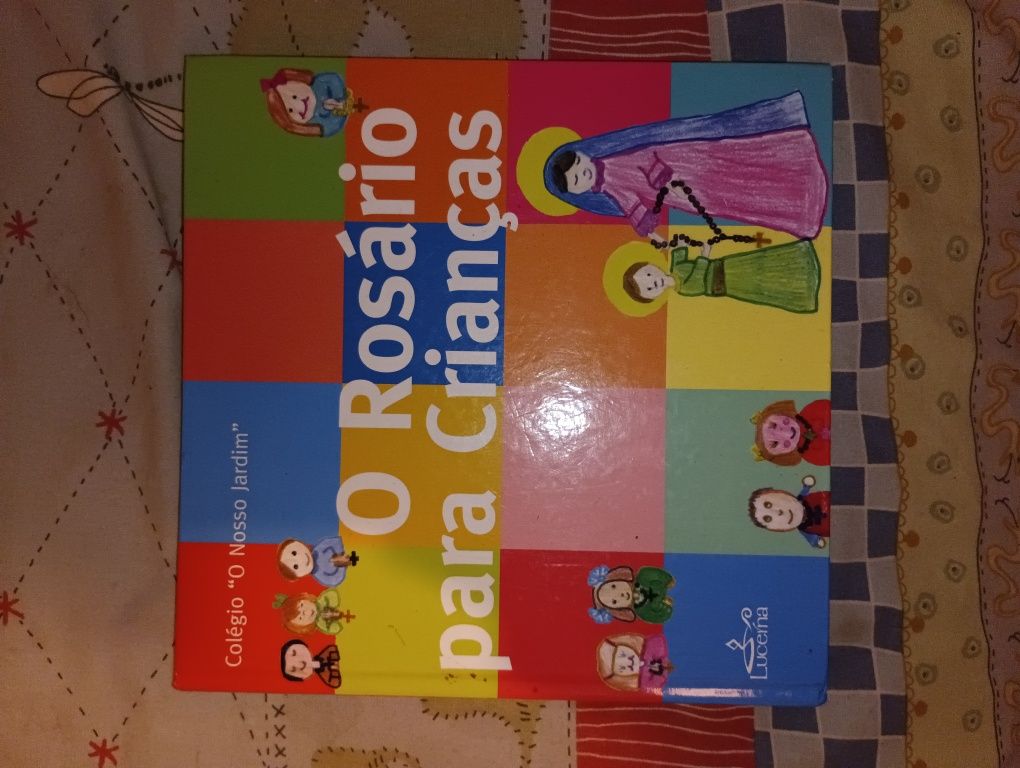 Colégio “O Nosso Jardim”
O Rosário
para Crianças
Lucerna